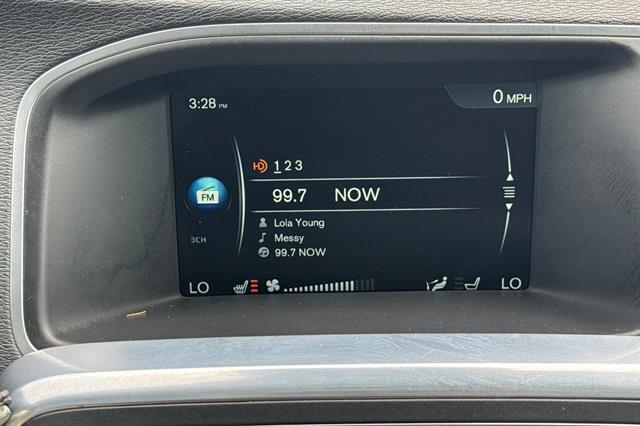 3:28 PM
0 MPH
HD 1 2 3
99.7 NOW
FM
Lola Young
Messy
3CH
99.7 NOW
LO
LO